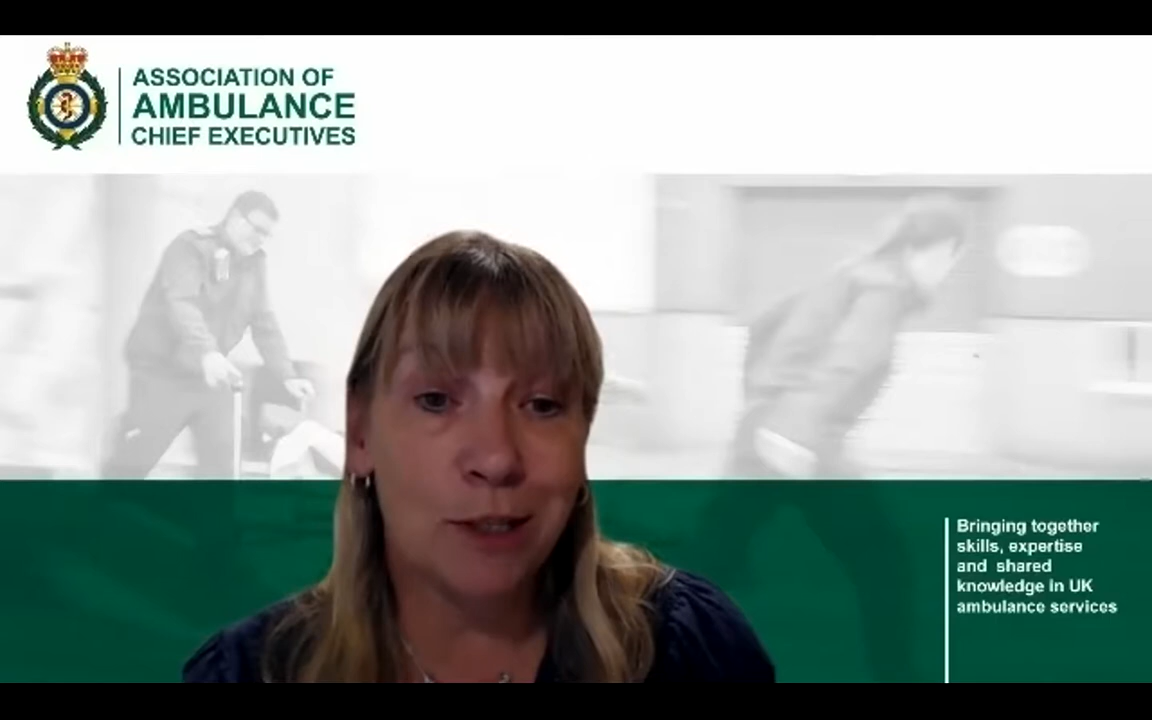 ASSOCIATION OF
AMBULANCE
CHIEF EXECUTIVES
Bringing together
skills, expertise
and shared
knowledge in UK
ambulance services